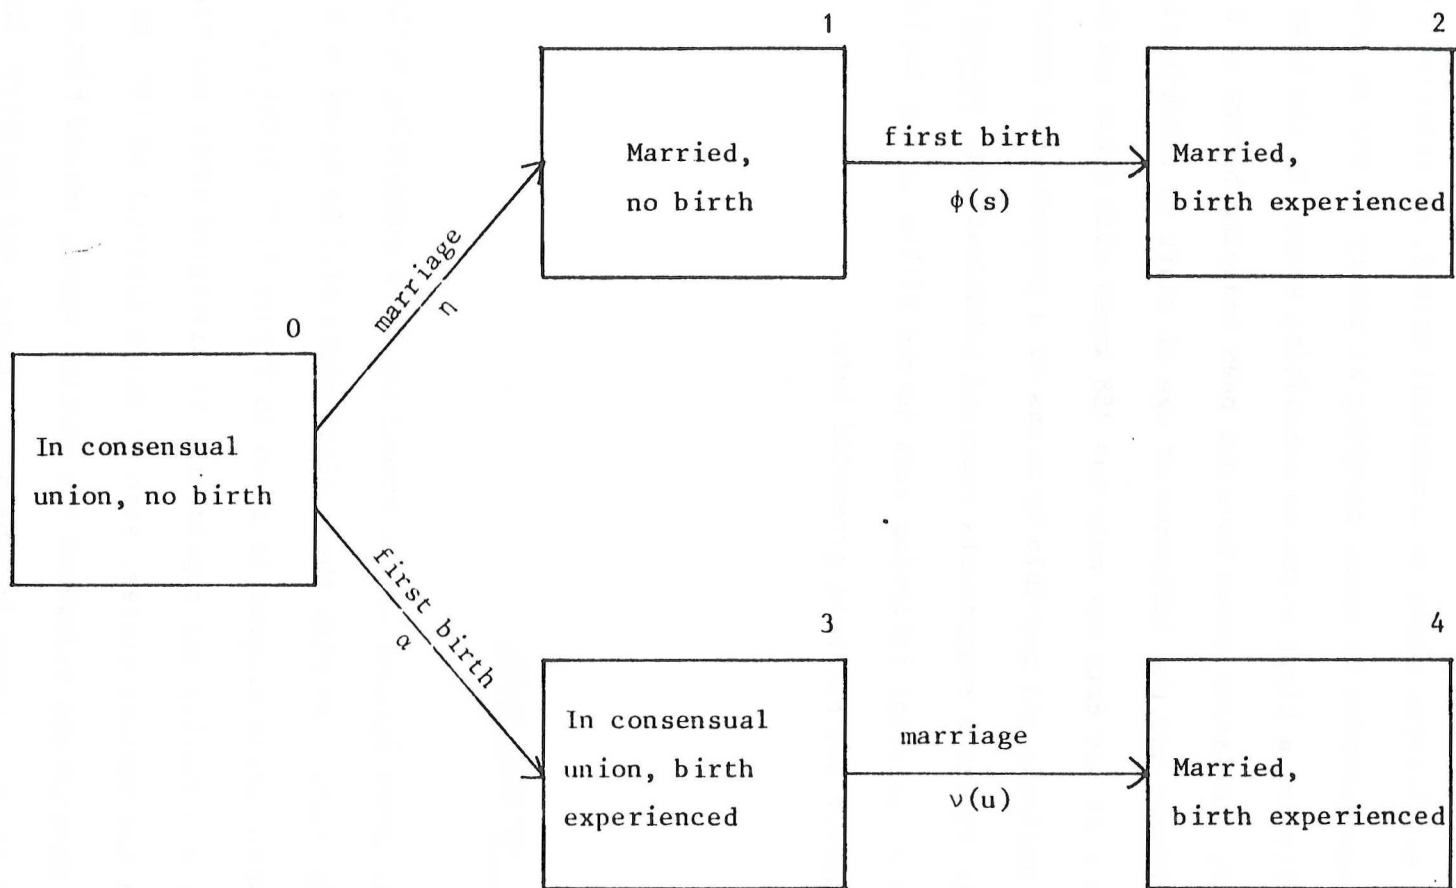 0
In consensual
union, no birth
marriage
η
first birth
α
1
Married,
no birth
first birth
φ(s)
2
Married,
birth experienced
3
In consensual
union, birth
experienced
marriage
ν(u)
4
Married,
birth experienced